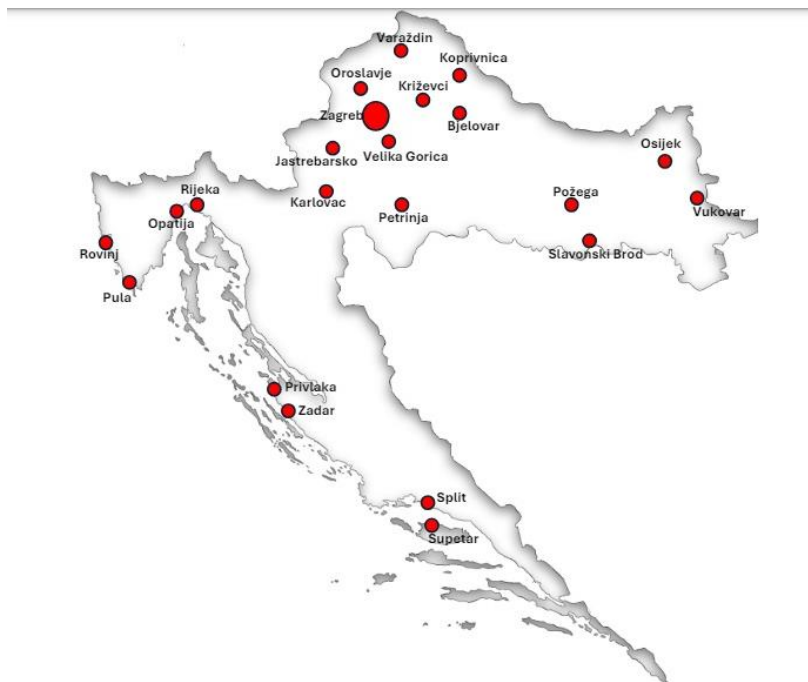 Varaždin
Koprivnica
Oroslavje
Križevci
Zagreb
Bjelovar
Velika Gorica
Jastrebarsko
Osijek
Rijeka
Karlovac
Petrinja
Požega
Vukovar
Opatija
Rovinj
Slavonski Brod
Pula
Privlaka
Zadar
Split
Supetar